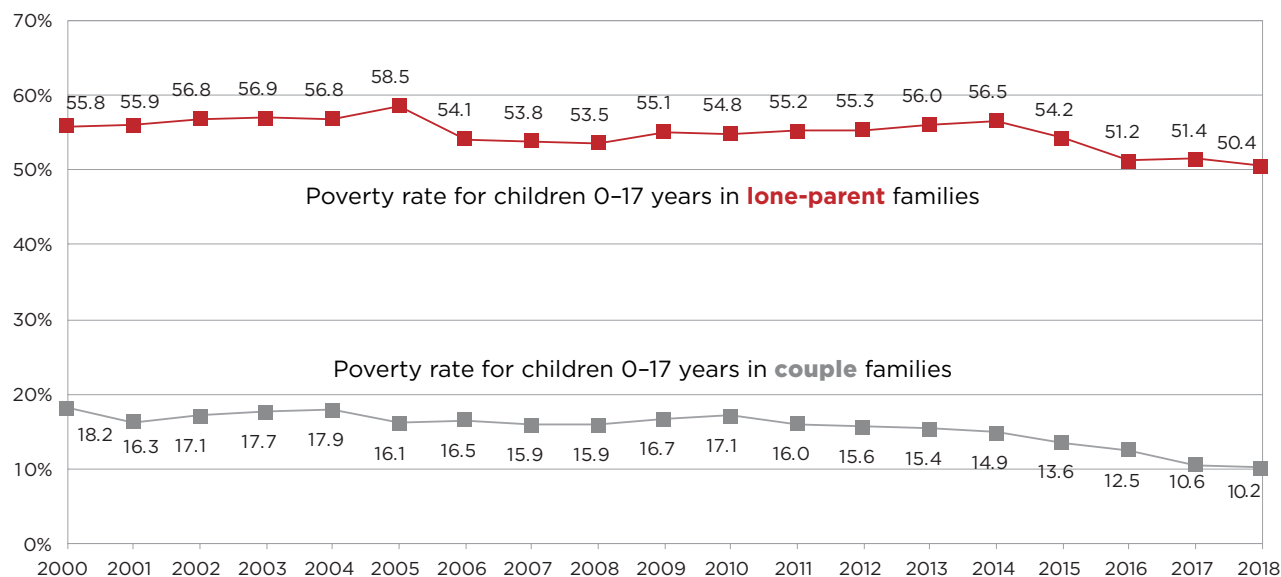 70%
60%
50%
40%
30%
20%
10%
0%
55.8 55.9 56.8 56.9 56.8 58.5 54.1 53.8 53.5 55.1 54.8 55.2 55.3 56.0 56.5 54.2 51.2 51.4 50.4
Poverty rate for children 0–17 years in lone-parent families
Poverty rate for children 0–17 years in couple families
18.2 16.3 17.1 17.7 17.9 16.1 16.5 15.9 15.9 16.7 17.1 16.0 15.6 15.4 14.9 13.6 12.5 10.6 10.2
2000 2001 2002 2003 2004 2005 2006 2007 2008 2009 2010 2011 2012 2013 2014 2015 2016 2017 2018